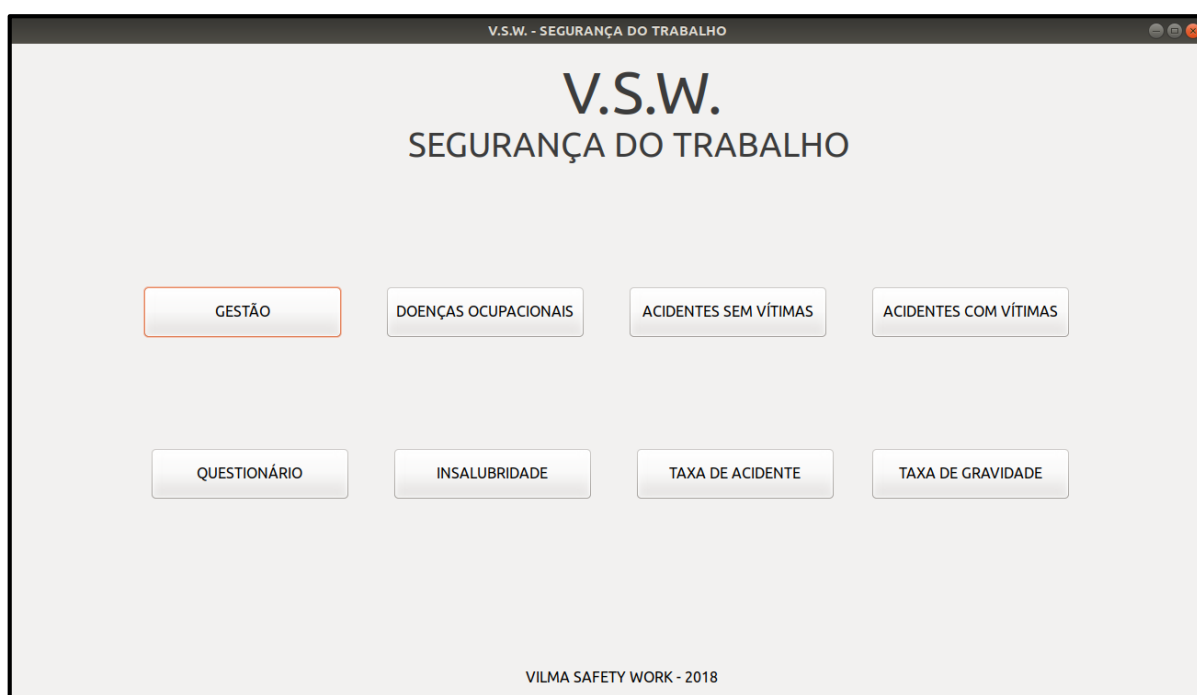 V.S.W. - SEGURANÇA DO TRABALHO
V.S.W.
SEGURANÇA DO TRABALHO
GESTÃO
DOENÇAS OCUPACIONAIS
ACIDENTES SEM VÍTIMAS
ACIDENTES COM VÍTIMAS
QUESTIONÁRIO
INSALUBRIDADE
TAXA DE ACIDENTE
TAXA DE GRAVIDADE
VILMA SAFETY WORK - 2018